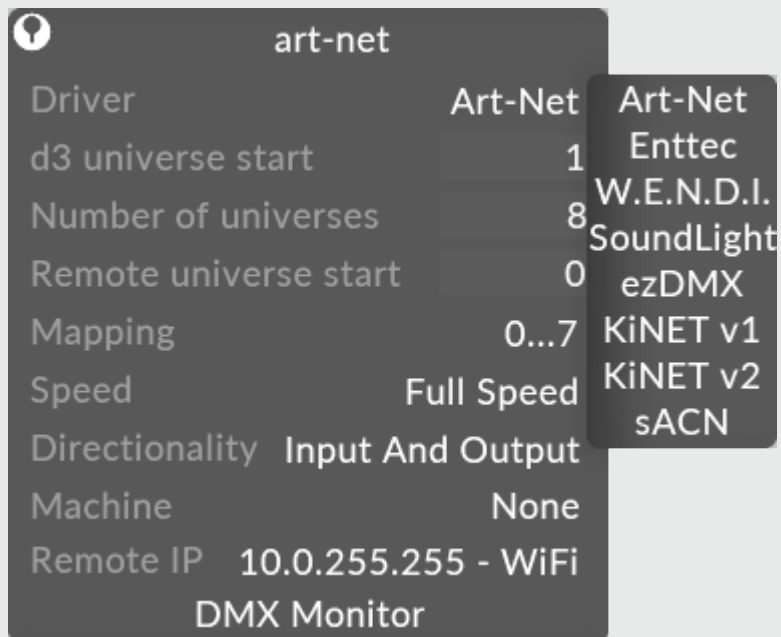 art-net
Driver Art-Net
d3 universe start 1
Number of universes 8
Remote universe start 0
Mapping 0...7
Speed Full Speed
Directionality Input And Output
Machine None
Remote IP 10.0.255.255 - WiFi
DMX Monitor
Art-Net
Enttec
W.E.N.D.I.
SoundLight
ezDMX
KiNET v1
KiNET v2
sACN